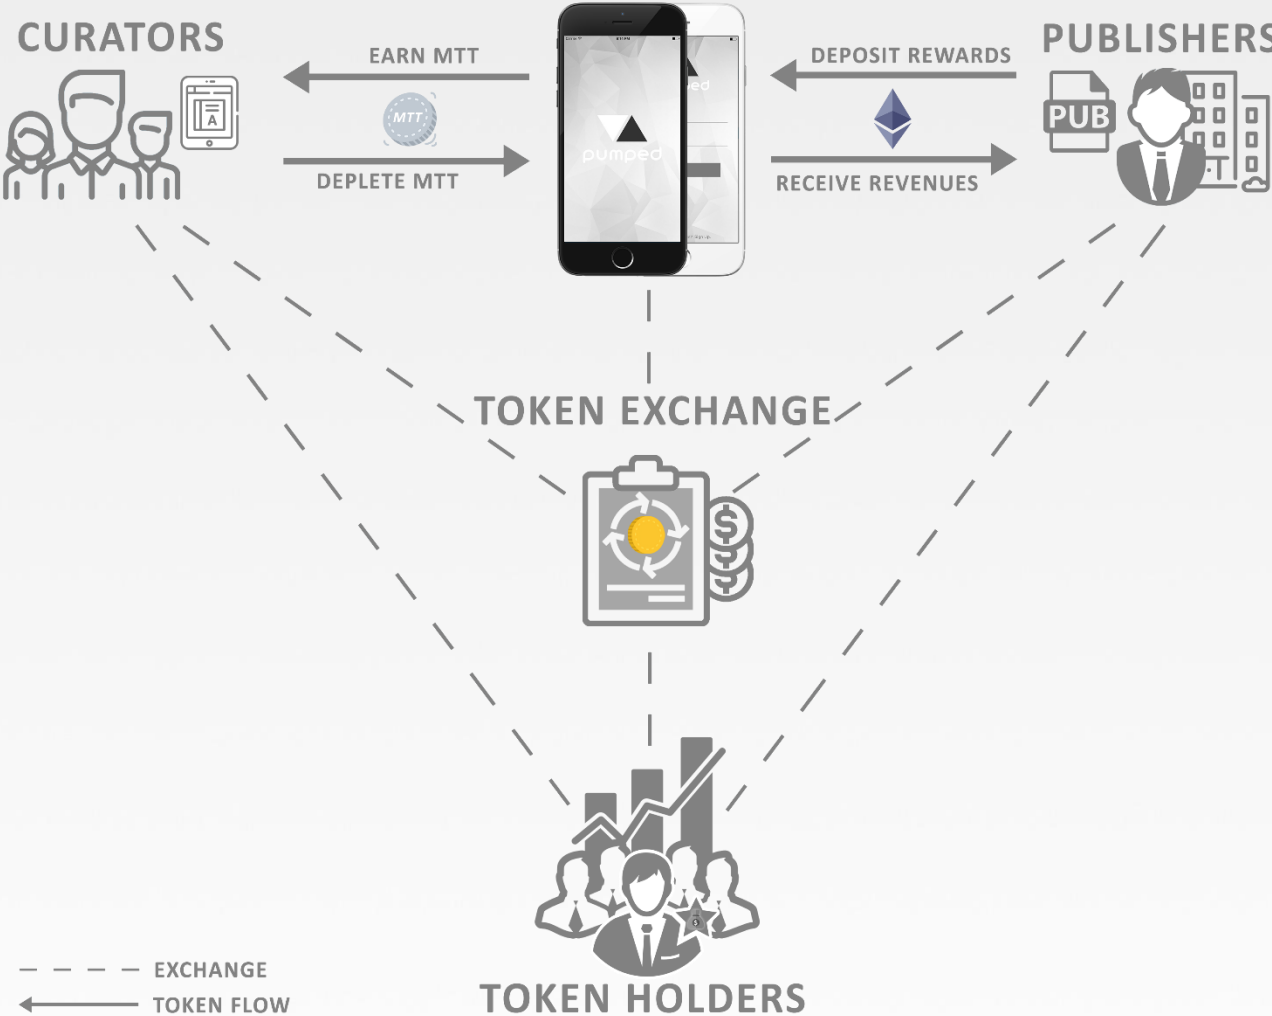 CURATORS
PUBLISHERS
EARN MTT
DEPOSIT REWARDS
A
MTT
PUB
pumped
DEPLETE MTT
RECEIVE REVENUES
TOKEN EXCHANGE
$
TOKEN HOLDERS
EXCHANGE
TOKEN FLOW